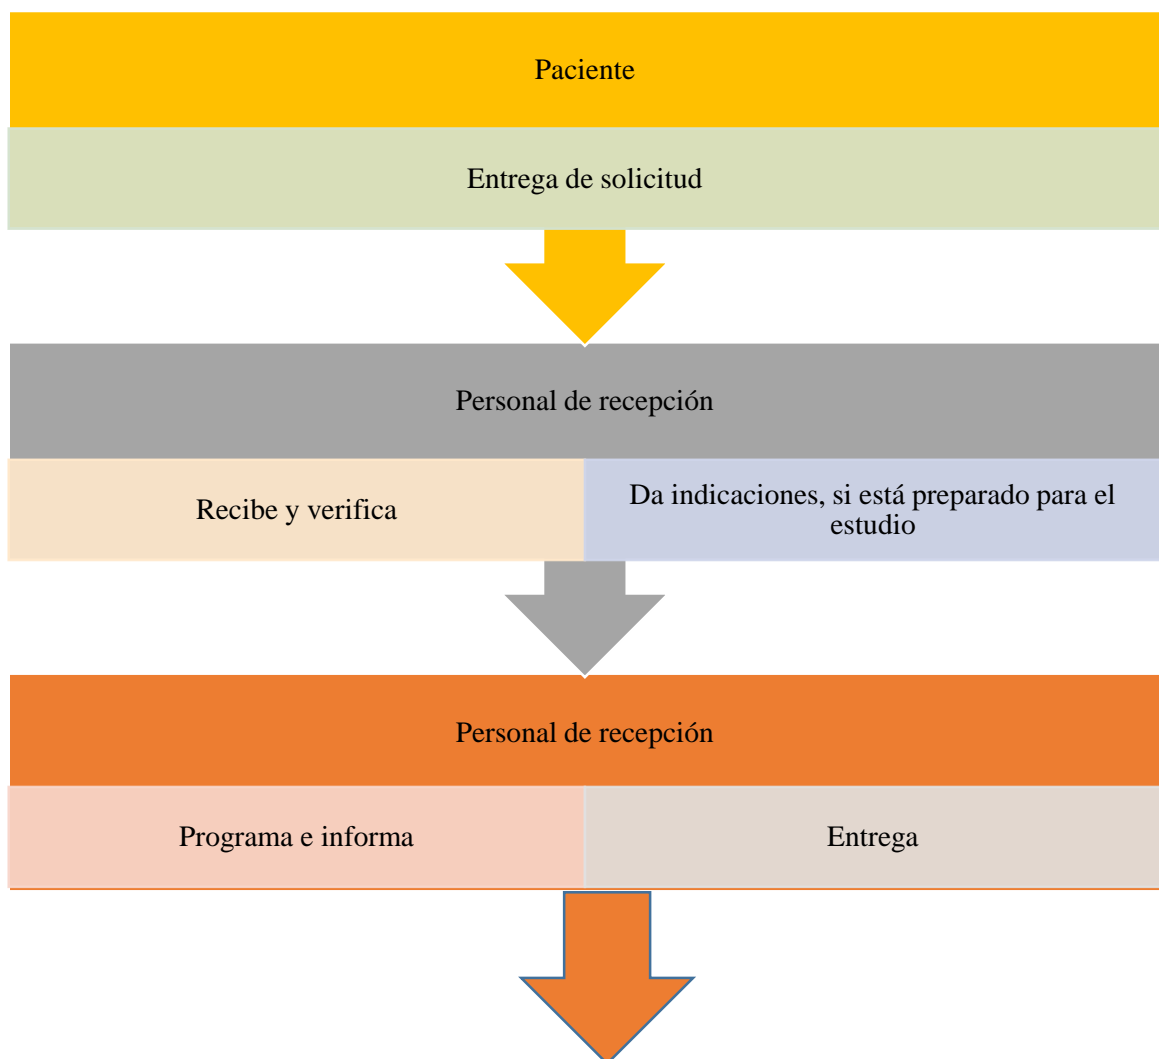 Paciente
Entrega de solicitud
Personal de recepción
Recibe y verifica
Da indicaciones, si está preparado para el
estudio
Personal de recepción
Programa e informa
Entrega